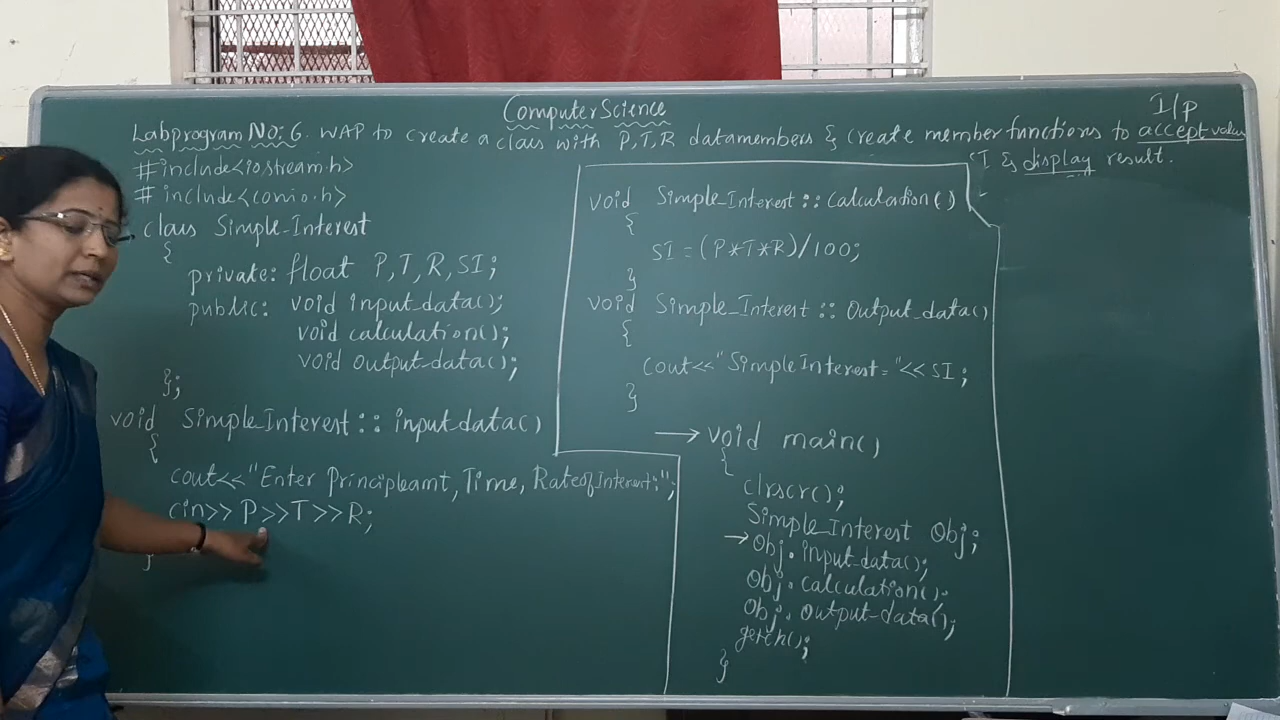 Computer Science
I/p
Labprogram No: 6. WAP to create a class with P,T,R datamembers & create member functions to accept value
SI & display result.
#include<iostream.h>
# include<conio.h>
class Simple_Interest
{
private: float P,T,R,SI;
public: void input_data();
void calculation();
void output_data();
};
void Simple_Interest :: input_data()
{
cout<<"Enter Principleamt, Time, RateofInterest:";
cin>> P>>T>>R;
}
void Simple_Interest :: Calculation()
{
SI = (P*T*R)/100;
}
void Simple_Interest :: Output_data()
{
cout<<"Simple Interest = "<< SI;
}
→ void main()
{
clrscr();
Simple_Interest Obj;
→ Obj.input_data();
Obj.calculation();
Obj.output_data();
getch();
}